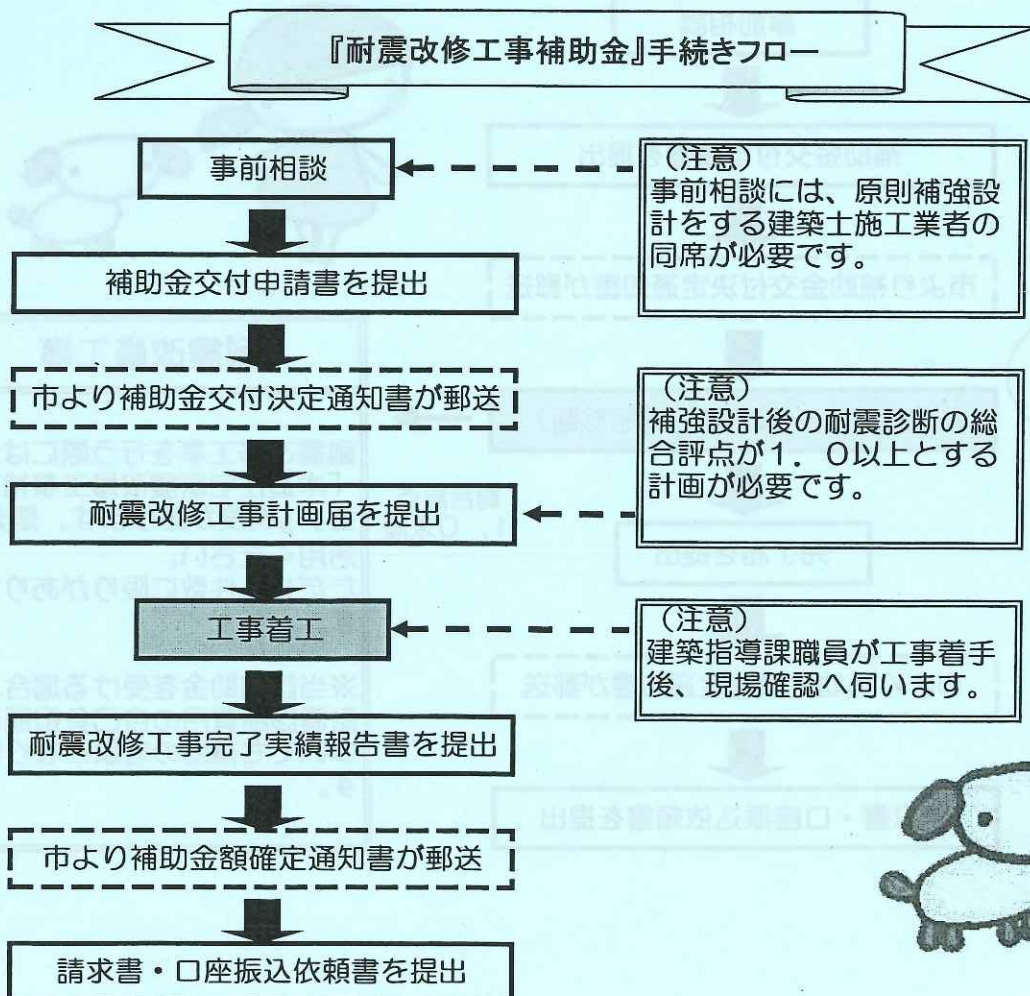 『耐震改修工事補助金』手続きフロー
事前相談
(注意)
事前相談には、原則補強設
計をする建築士施工業者の
同席が必要です。
補助金交付申請書を提出
市より補助金交付決定通知書が郵送
(注意)
補強設計後の耐震診断の総
合評点が1．0以上とする
計画が必要です。
耐震改修工事計画届を提出
工事着工
(注意)
建築指導課職員が工事着手
後、現場確認へ伺います。
耐震改修工事完了実績報告書を提出
市より補助金額確定通知書が郵送
請求書・口座振込依頼書を提出